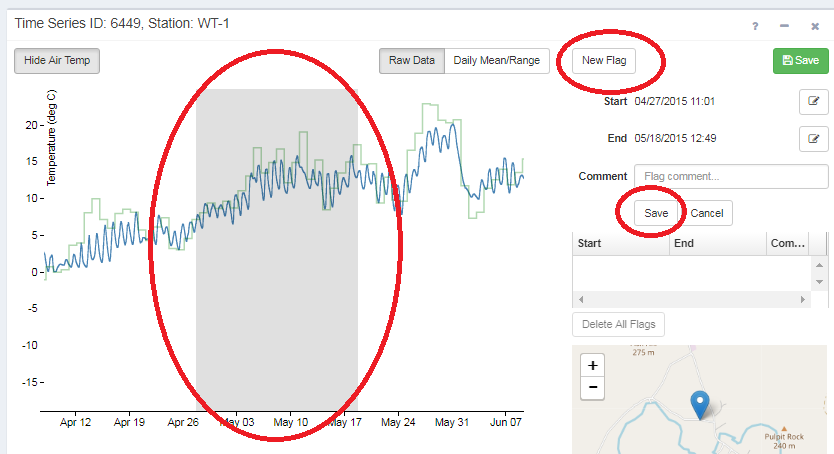 Time Series ID: 6449, Station: WT-1
?
Hide Air Temp
Raw Data
Daily Mean/Range
New Flag
Save
Temperature (deg C)
20
15
10
5
0
-5
-10
-15
Apr 12
Apr 19
Apr 26
May 03
May 10
May 17
May 24
May 31
Jun 07
Start 04/27/2015 11:01
End 05/18/2015 12:49
Comment Flag comment...
Save Cancel
Start End Com...
Delete All Flags
+
−
275 m
Pulpit Rock
240 m